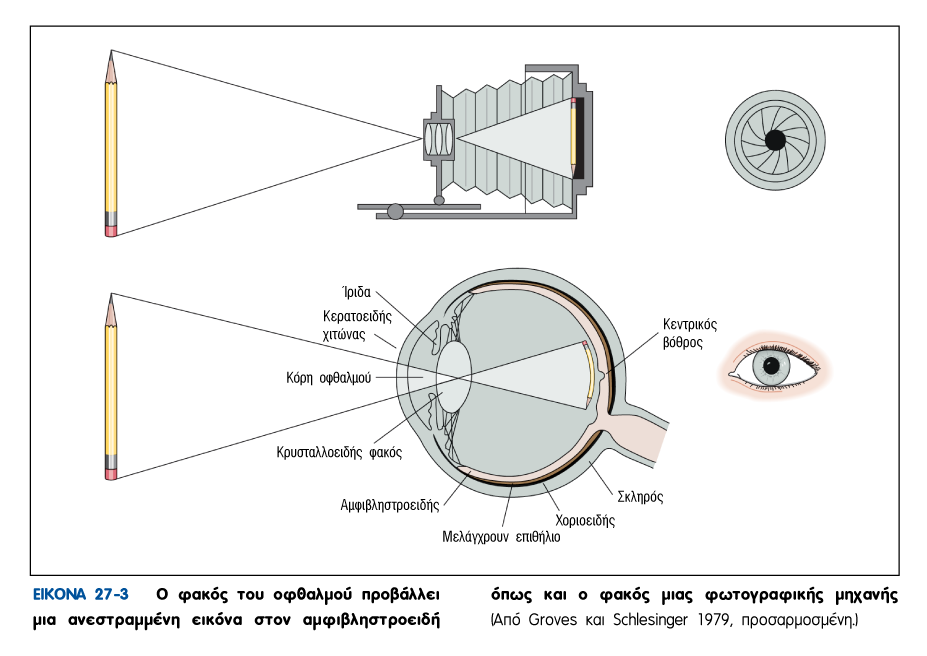 Ίριδα
Κερατοειδής
χιτώνας
Κόρη οφθαλμού
Κρυσταλλοειδής φακός
Αμφιβληστροειδής
Μελάγχρουν επιθήλιο
Χοριοειδής
Σκληρός
Κεντρικός
βόθρος
ΕΙΚΟΝΑ 27-3 Ο φακός του οφθαλμού προβάλλει
μια ανεστραμμένη εικόνα στον αμφιβληστροειδή
όπως και ο φακός μιας φωτογραφικής μηχανής
(Από Groves και Schlesinger 1979, προσαρμοσμένη.)